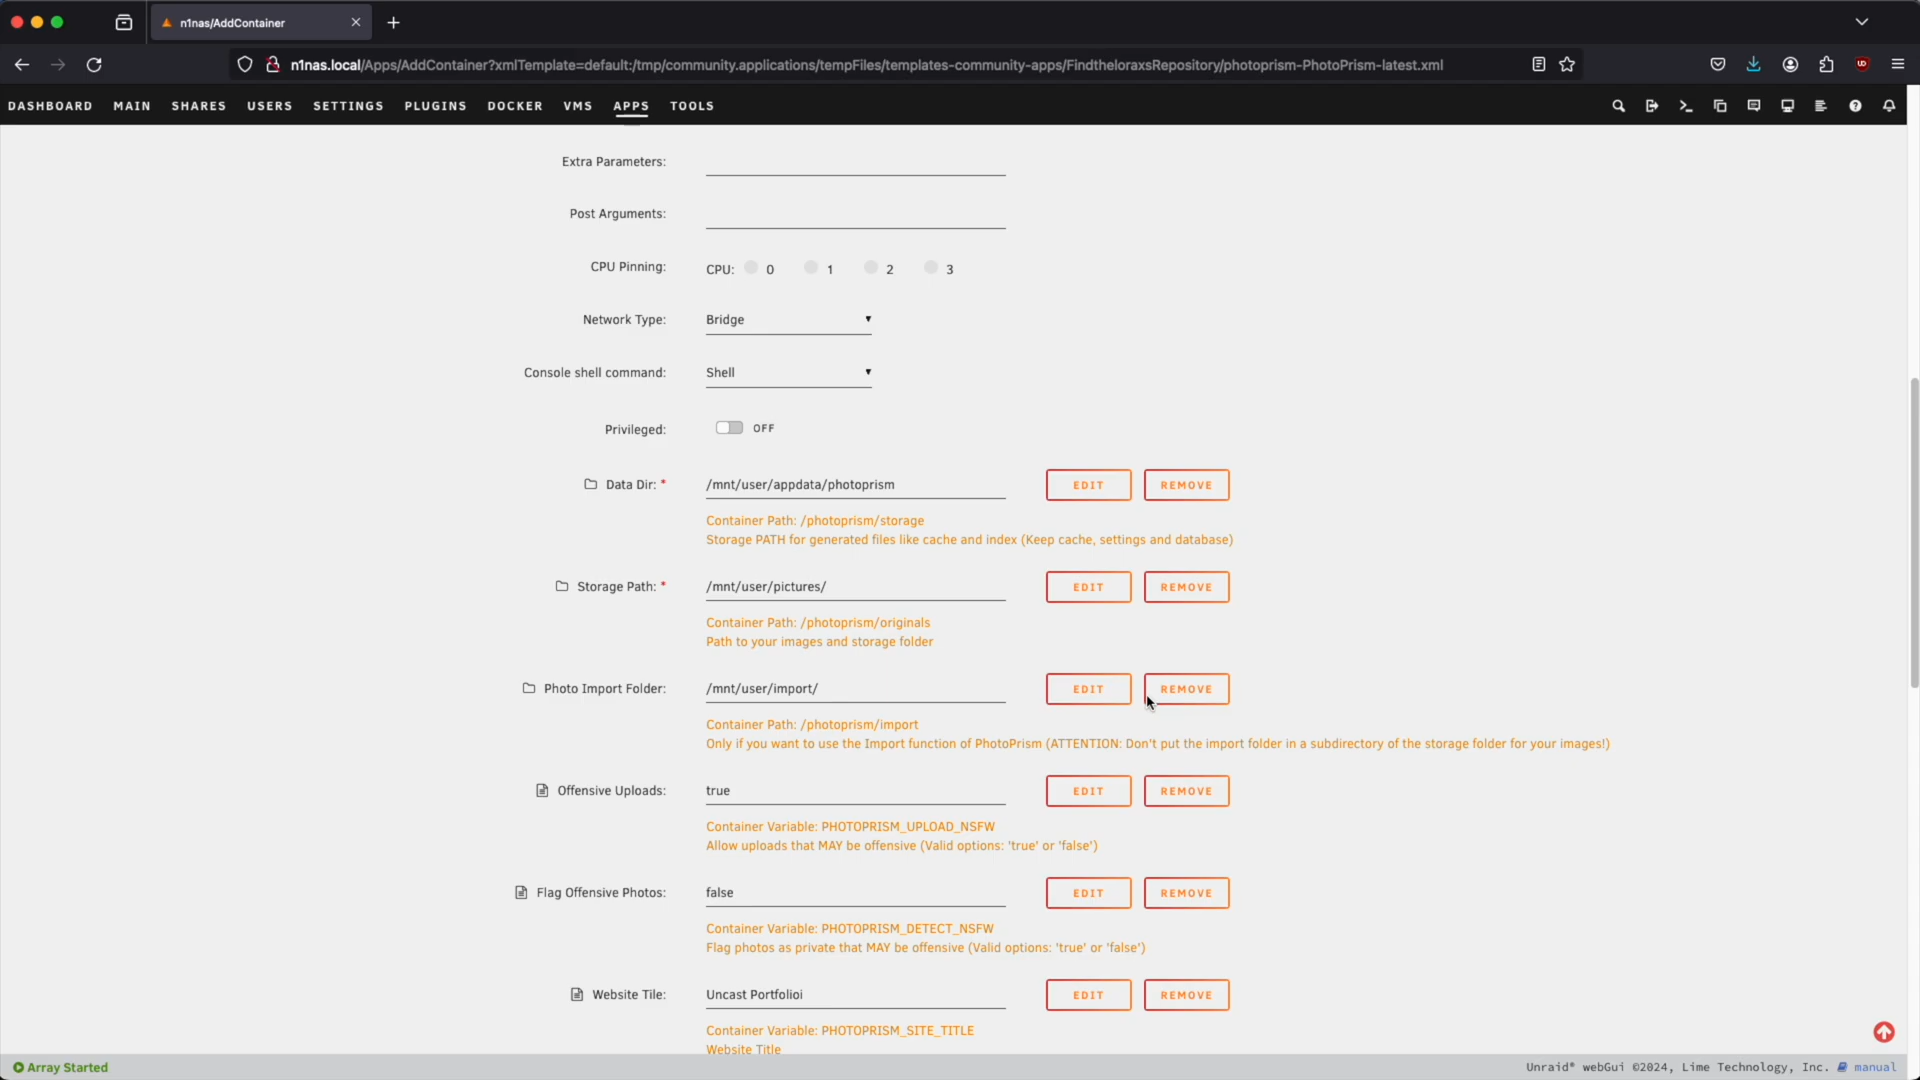 n1nas/AddContainer
n1nas.local/Apps/AddContainer?xmlTemplate=default:/tmp/community.applications/tempFiles/templates-community-apps/FindtheloraxsRepository/photoprism-PhotoPrism-latest.xml
DASHBOARD MAIN SHARES USERS SETTINGS PLUGINS DOCKER VMS APPS TOOLS
Extra Parameters:
Post Arguments:
CPU Pinning: CPU: 0 1 2 3
Network Type: Bridge
Console shell command: Shell
Privileged: OFF
Data Dir: * /mnt/user/appdata/photoprism EDIT REMOVE
Container Path: /photoprism/storage
Storage PATH for generated files like cache and index (Keep cache, settings and database)
Storage Path: * /mnt/user/pictures/ EDIT REMOVE
Container Path: /photoprism/originals
Path to your images and storage folder
Photo Import Folder: /mnt/user/import/ EDIT REMOVE
Container Path: /photoprism/import
Only if you want to use the Import function of PhotoPrism (ATTENTION: Don't put the import folder in a subdirectory of the storage folder for your images!)
Offensive Uploads: true EDIT REMOVE
Container Variable: PHOTOPRISM_UPLOAD_NSFW
Allow uploads that MAY be offensive (Valid options: 'true' or 'false')
Flag Offensive Photos: false EDIT REMOVE
Container Variable: PHOTOPRISM_DETECT_NSFW
Flag photos as private that MAY be offensive (Valid options: 'true' or 'false')
Website Tile: Uncast Portfolioi EDIT REMOVE
Container Variable: PHOTOPRISM_SITE_TITLE
Website Title
Array Started Unraid® webGui ©2024, Lime Technology, Inc. manual